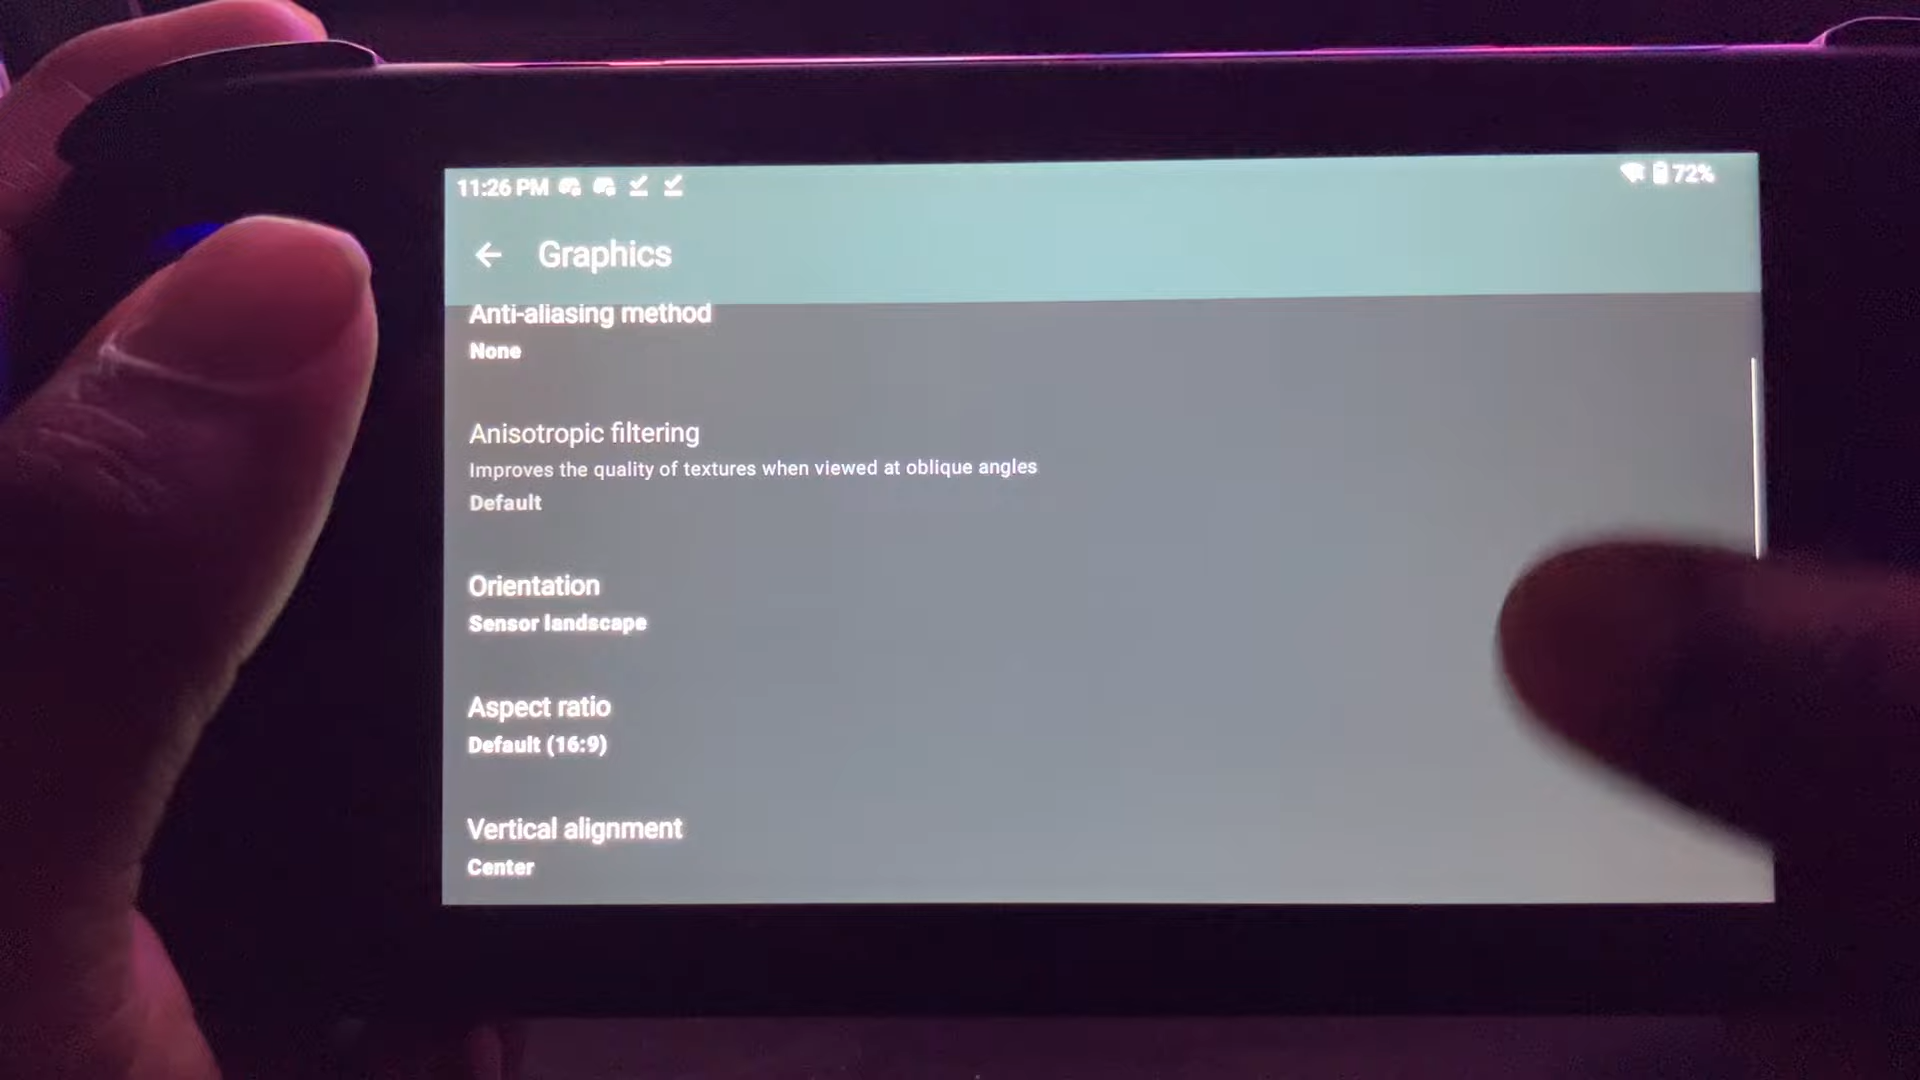 11:26 PM
72%
Graphics
Anti-aliasing method
None
Anisotropic filtering
Improves the quality of textures when viewed at oblique angles
Default
Orientation
Sensor landscape
Aspect ratio
Default (16:9)
Vertical alignment
Center